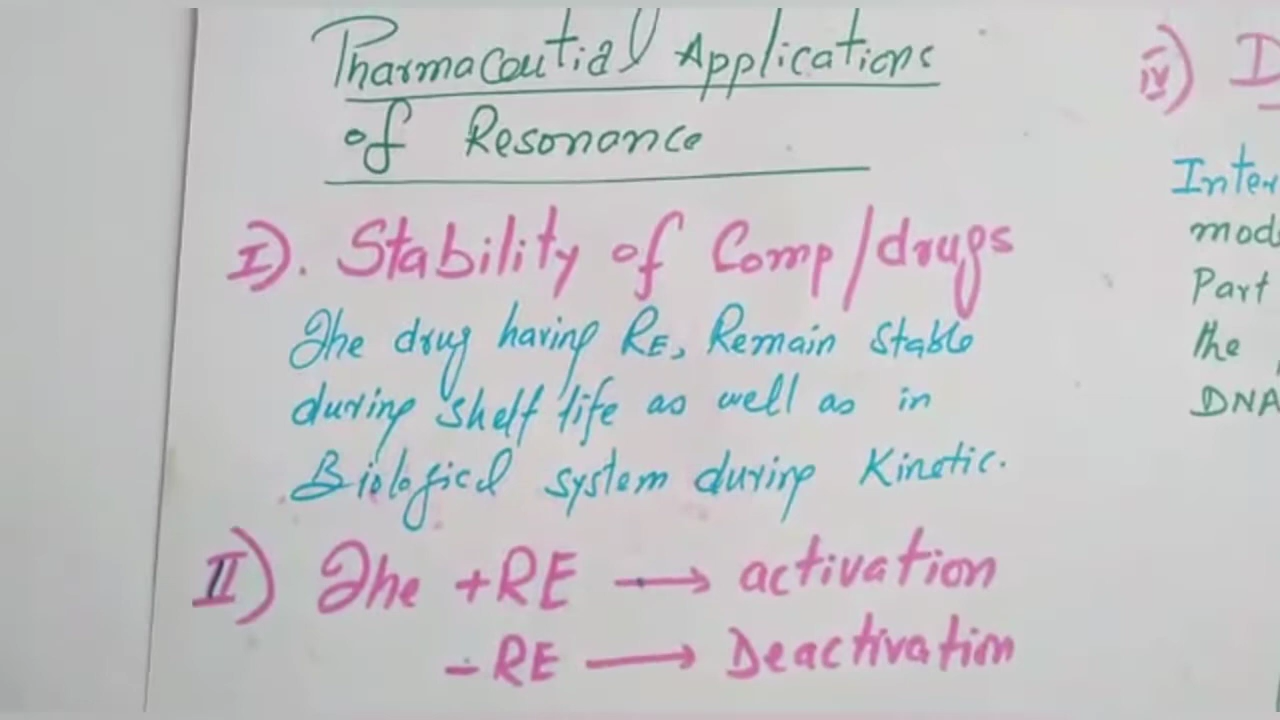 Pharmaceutial Applications
of Resonance
I). Stability of Comp/drugs
The drug having RE, Remain Stable
during shelf life as well as in
Biological system during Kinetic.
II) The +RE → activation
-RE → Deactivation
iv) D
Inter
mod
Part
the
DNA